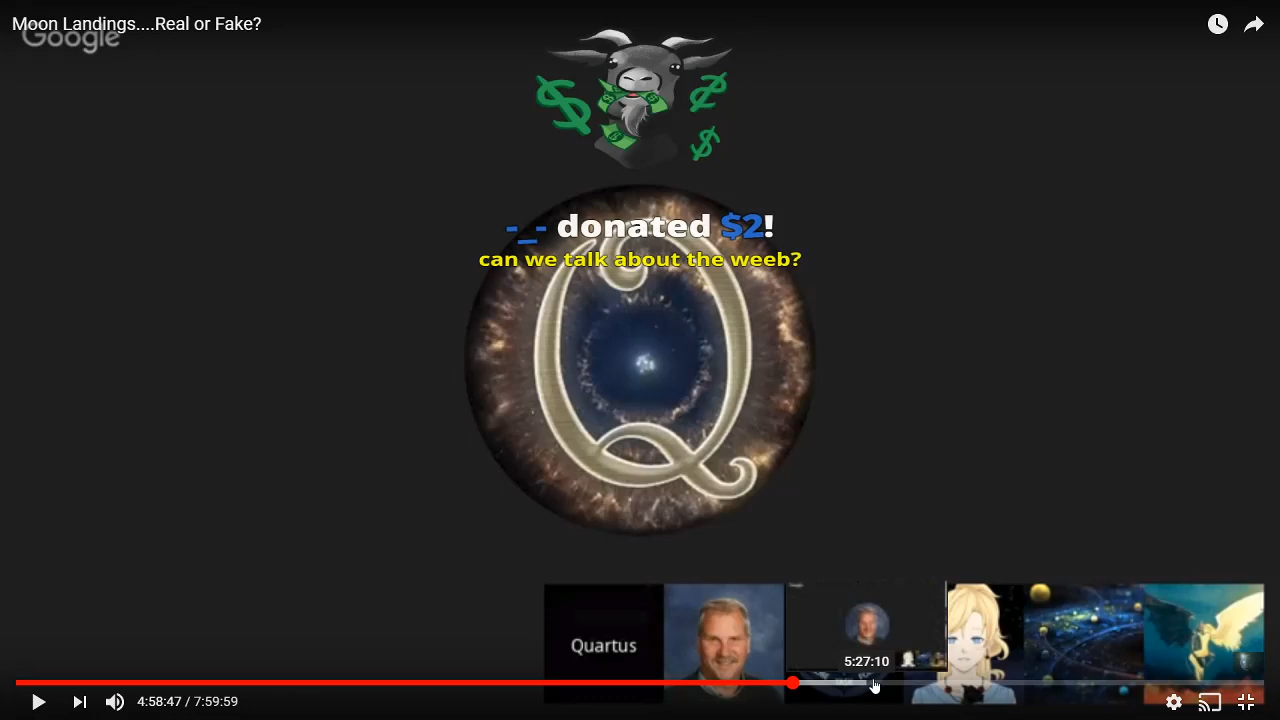 Moon Landings....Real or Fake?
Google
-_- donated $2!
can we talk about the weeb?
Q
Quartus
5:27:10
4:58:47 / 7:59:59